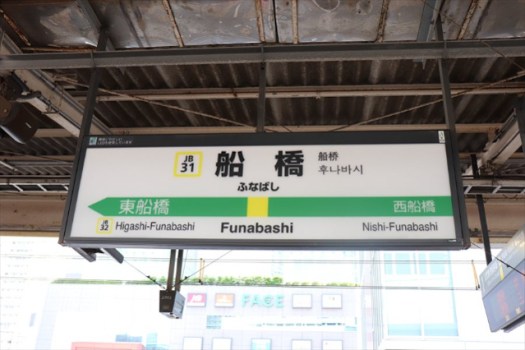 JB
31
船橋
船桥
후나바시
ふなばし
東船橋
西船橋
JB
32
Higashi-Funabashi
Funabashi
Nishi-Funabashi
FACE